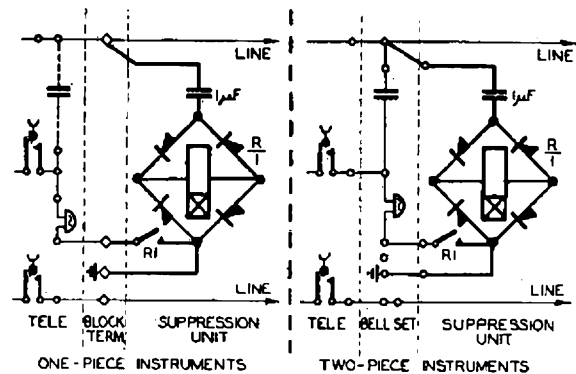 LINE
LINE
1µF
1µF
R
1
R
1
R1
R1
LINE
LINE
TELE
BLOCK
TERM
SUPPRESSION
UNIT
TELE
BELL SET
SUPPRESSION
UNIT
ONE-PIECE INSTRUMENTS
TWO-PIECE INSTRUMENTS